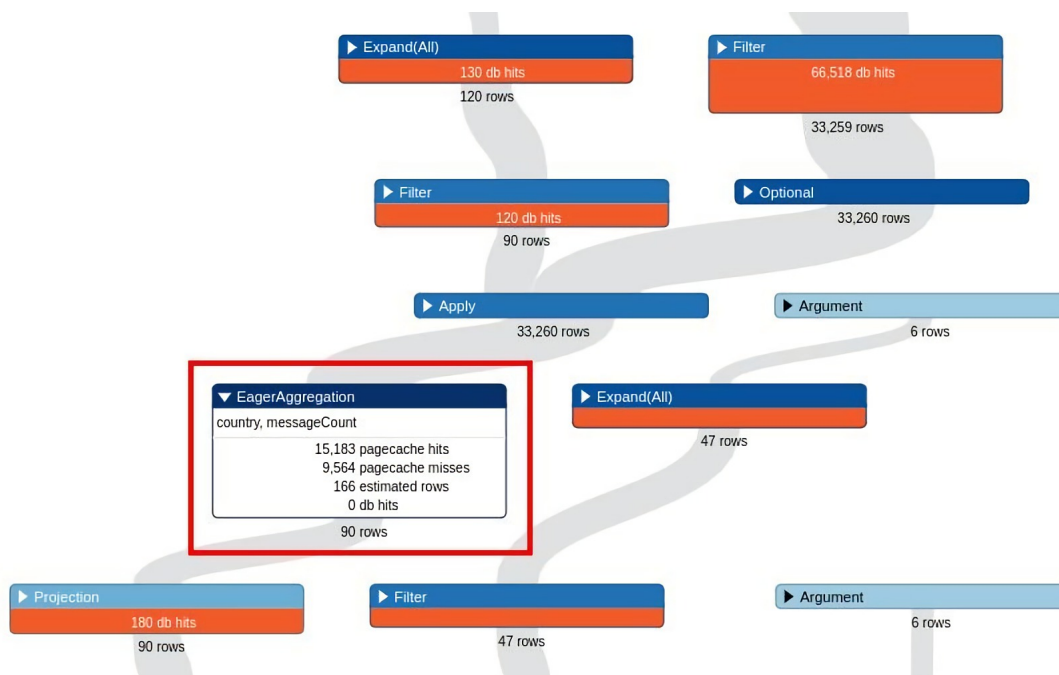 Expand(All)
130 db hits
120 rows
Filter
66,518 db hits
33,259 rows
Filter
120 db hits
90 rows
Optional
33,260 rows
Apply
33,260 rows
Argument
6 rows
EagerAggregation
country, messageCount
15,183 pagecache hits
9,564 pagecache misses
166 estimated rows
0 db hits
90 rows
Expand(All)
47 rows
Projection
180 db hits
90 rows
Filter
47 rows
Argument
6 rows